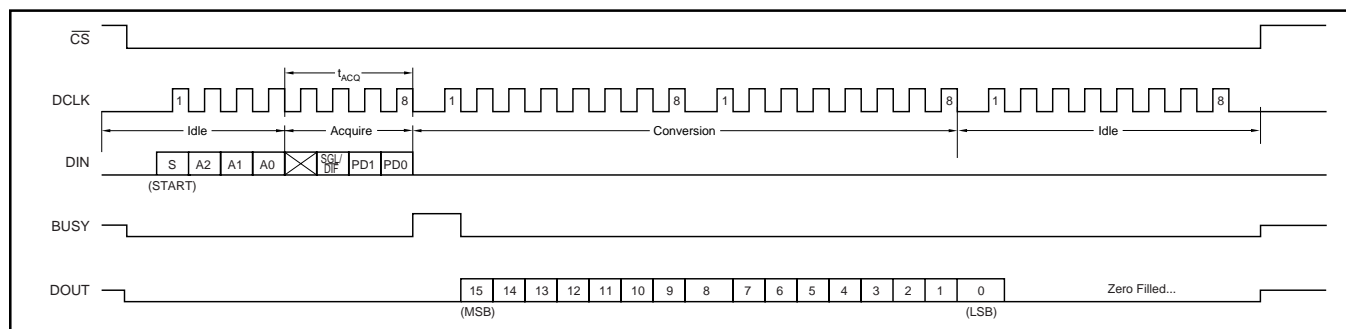 CS
tACQ
DCLK 1 8 1 8 1 8 1 8
Idle Acquire Conversion Idle
DIN S A2 A1 A0 SGL/DIF PD1 PD0
(START)
BUSY
DOUT 15 14 13 12 11 10 9 8 7 6 5 4 3 2 1 0 Zero Filled...
(MSB) (LSB)